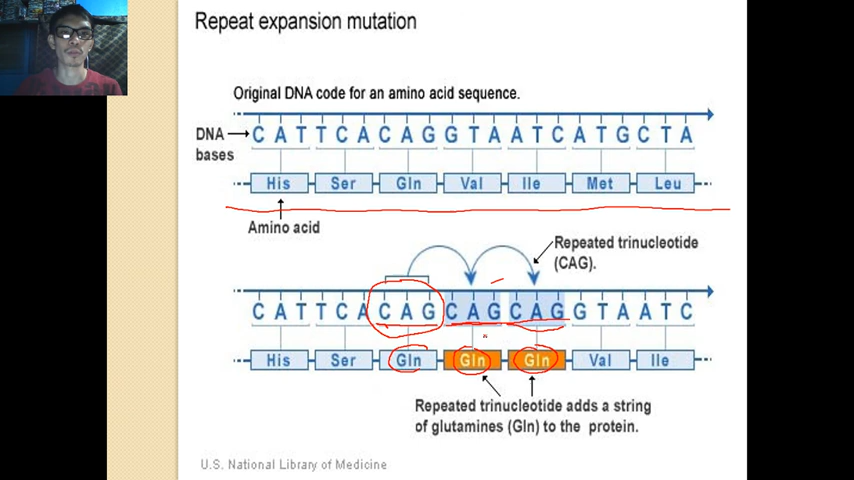 Repeat expansion mutation
Original DNA code for an amino acid sequence.
DNA bases
C A T T C A C A G G T A A T C A T G C T A
His Ser Gln Val Ile Met Leu
Amino acid
Repeated trinucleotide
(CAG).
C A T T C A C A G C A G C A G G T A A T C
His Ser Gln Gln Gln Val Ile
Repeated trinucleotide adds a string
of glutamines (Gln) to the protein.
U.S. National Library of Medicine